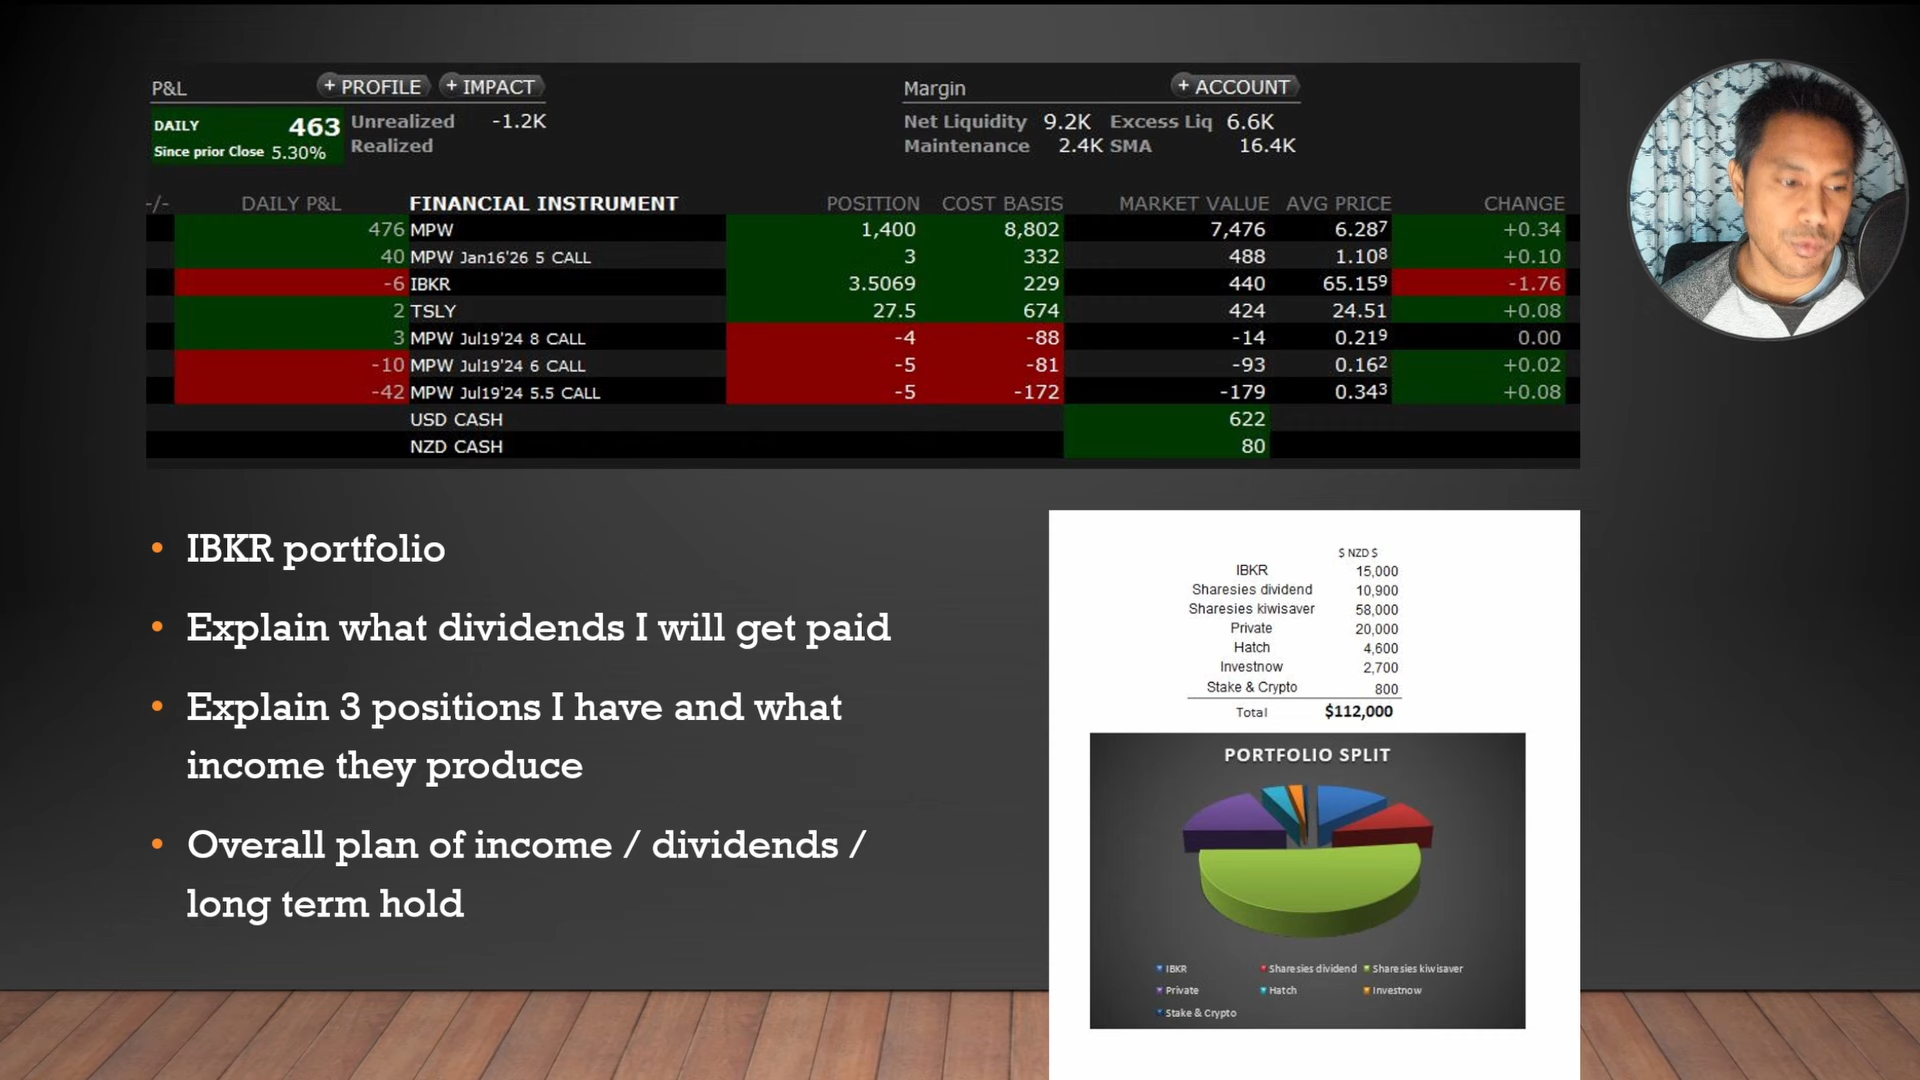 P&L + PROFILE + IMPACT
DAILY 463 Unrealized -1.2K
Since prior Close 5.30% Realized
Margin + ACCOUNT
Net Liquidity 9.2K Excess Liq 6.6K
Maintenance 2.4K SMA 16.4K
-/- DAILY P&L FINANCIAL INSTRUMENT POSITION COST BASIS MARKET VALUE AVG PRICE CHANGE
476 MPW 1,400 8,802 7,476 6.287 +0.34
40 MPW Jan16'26 5 CALL 3 332 488 1.108 +0.10
-6 IBKR 3.5069 229 440 65.159 -1.76
2 TSLY 27.5 674 424 24.51 +0.08
3 MPW Jul19'24 8 CALL -4 -88 -14 0.219 0.00
-10 MPW Jul19'24 6 CALL -5 -81 -93 0.162 +0.02
-42 MPW Jul19'24 5.5 CALL -5 -172 -179 0.343 +0.08
USD CASH 622
NZD CASH 80
• IBKR portfolio
• Explain what dividends I will get paid
• Explain 3 positions I have and what
income they produce
• Overall plan of income / dividends /
long term hold
$ NZD $
IBKR 15,000
Sharesies dividend 10,900
Sharesies kiwisaver 58,000
Private 20,000
Hatch 4,600
Investnow 2,700
Stake & Crypto 800
Total $112,000
PORTFOLIO SPLIT
IBKR Sharesies dividend Sharesies kiwisaver
Private Hatch Investnow
Stake & Crypto